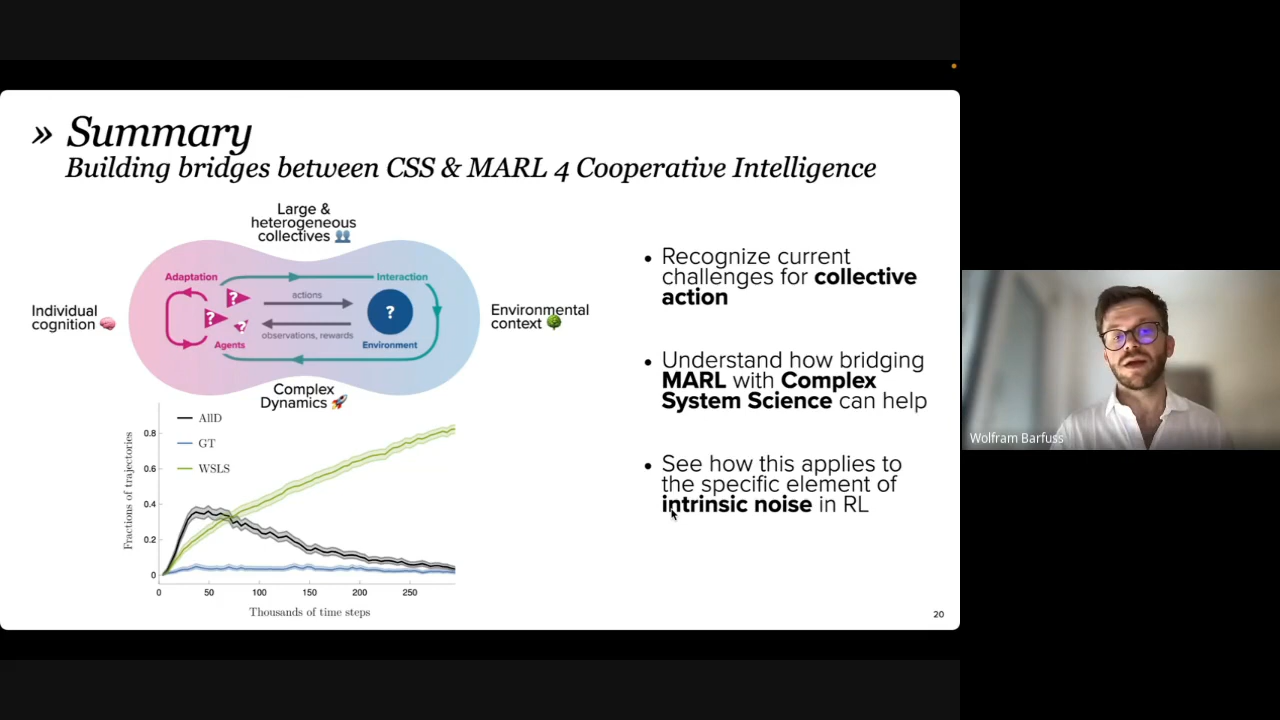 » Summary
Building bridges between CSS & MARL 4 Cooperative Intelligence
Large &
heterogeneous
collectives
Individual
cognition
Adaptation
Interaction
actions
?
?
?
?
observations, rewards
Agents
Environment
Environmental
context
Complex
Dynamics
AllD
GT
WSLS
Fractions of trajectories
0.8
0.6
0.4
0.2
0
0 50 100 150 200 250
Thousands of time steps
• Recognize current
challenges for collective
action
• Understand how bridging
MARL with Complex
System Science can help
• See how this applies to
the specific element of
intrinsic noise in RL
20
Wolfram Barfuss